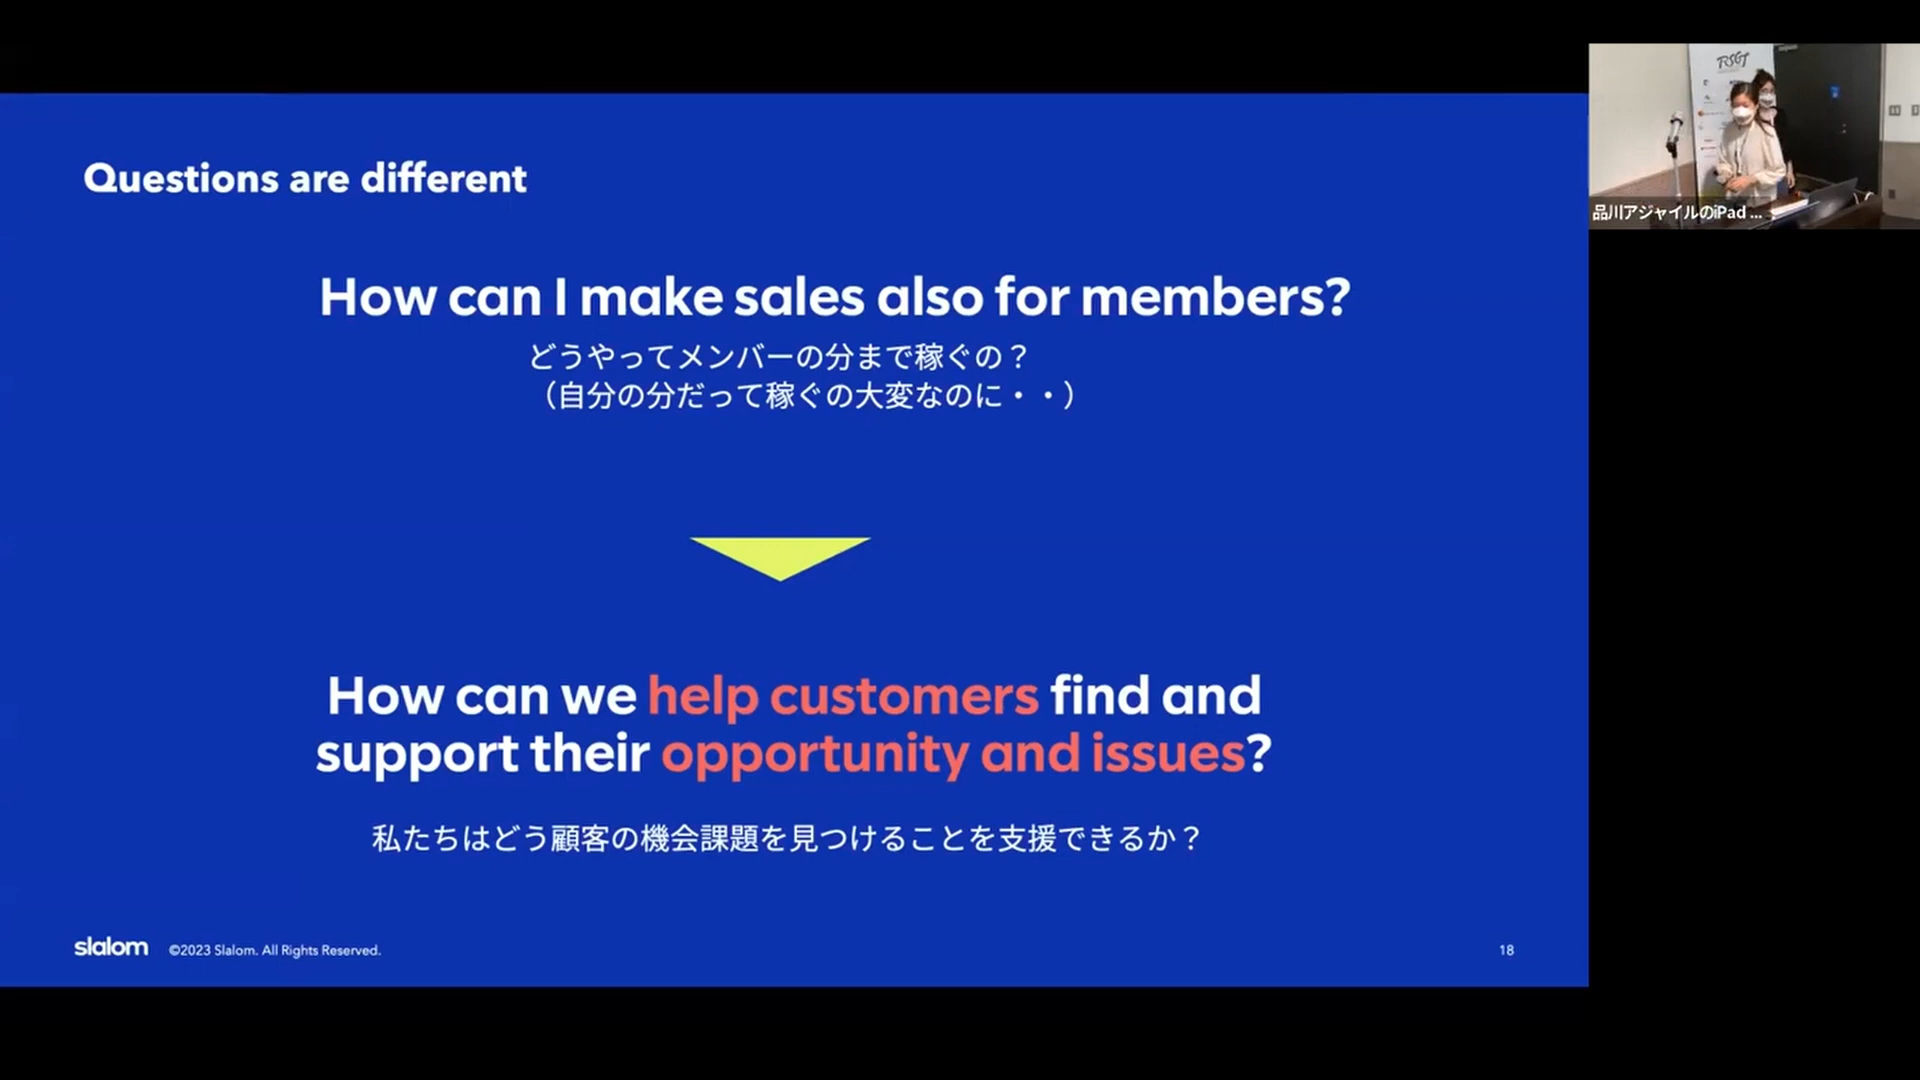 Questions are different
How can I make sales also for members?
どうやってメンバーの分まで稼ぐの？
（自分の分だって稼ぐの大変なのに・・）
How can we help customers find and
support their opportunity and issues?
私たちはどう顧客の機会課題を見つけることを支援できるか？
slalom ©2023 Slalom. All Rights Reserved.
18
RSGT
品川アジャイルのiPad ...